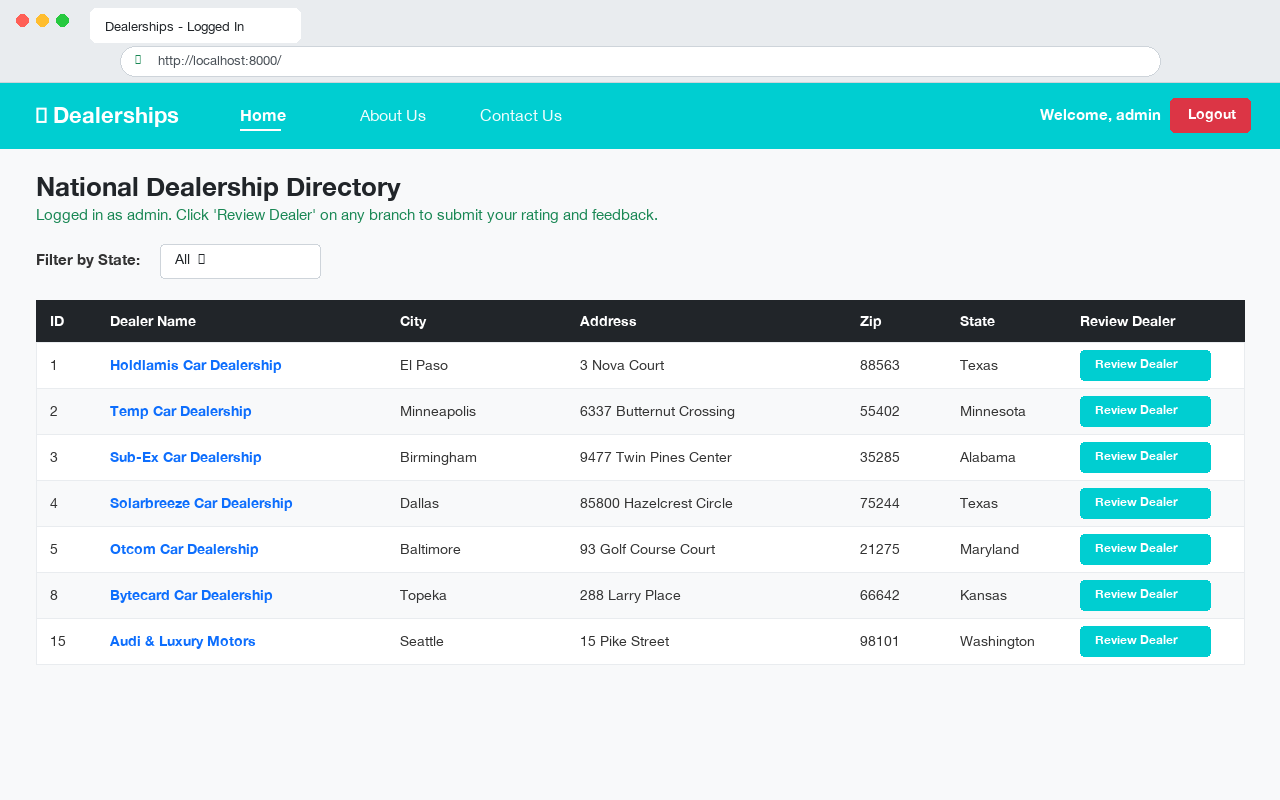 Dealerships - Logged In
http://localhost:8000/
Dealerships Home About Us Contact Us Welcome, admin Logout
National Dealership Directory
Logged in as admin. Click 'Review Dealer' on any branch to submit your rating and feedback.
Filter by State: All
ID Dealer Name City Address Zip State Review Dealer
1 Holdlamis Car Dealership El Paso 3 Nova Court 88563 Texas Review Dealer
2 Temp Car Dealership Minneapolis 6337 Butternut Crossing 55402 Minnesota Review Dealer
3 Sub-Ex Car Dealership Birmingham 9477 Twin Pines Center 35285 Alabama Review Dealer
4 Solarbreeze Car Dealership Dallas 85800 Hazelcrest Circle 75244 Texas Review Dealer
5 Otcom Car Dealership Baltimore 93 Golf Course Court 21275 Maryland Review Dealer
8 Bytecard Car Dealership Topeka 288 Larry Place 66642 Kansas Review Dealer
15 Audi & Luxury Motors Seattle 15 Pike Street 98101 Washington Review Dealer